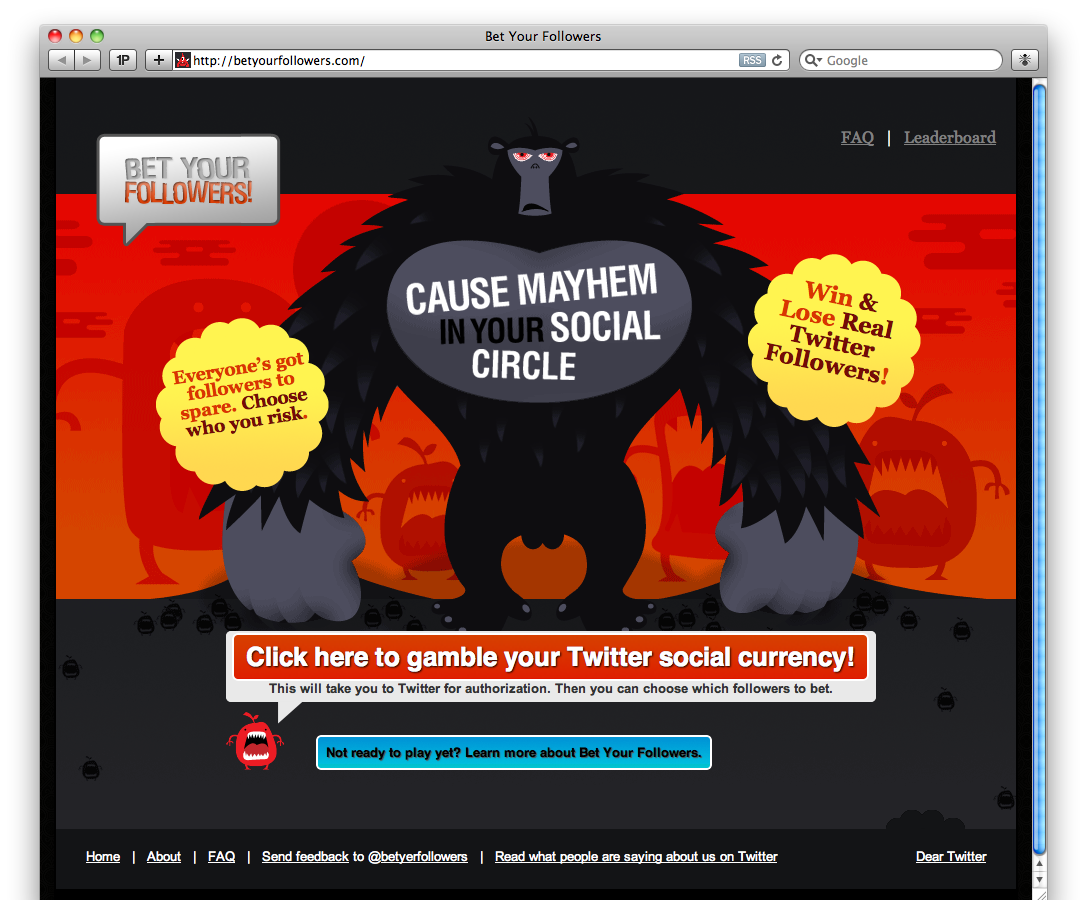 Bet Your Followers
1P
+
http://betyourfollowers.com/
RSS
Google
FAQ | Leaderboard
BET YOUR
FOLLOWERS!
CAUSE MAYHEM
IN YOUR SOCIAL
CIRCLE
Win &
Lose Real
Twitter
Followers!
Everyone's got
followers to
spare. Choose
who you risk.
Click here to gamble your Twitter social currency!
This will take you to Twitter for authorization. Then you can choose which followers to bet.
Not ready to play yet? Learn more about Bet Your Followers.
Home | About | FAQ | Send feedback to @betyerfollowers | Read what people are saying about us on Twitter
Dear Twitter